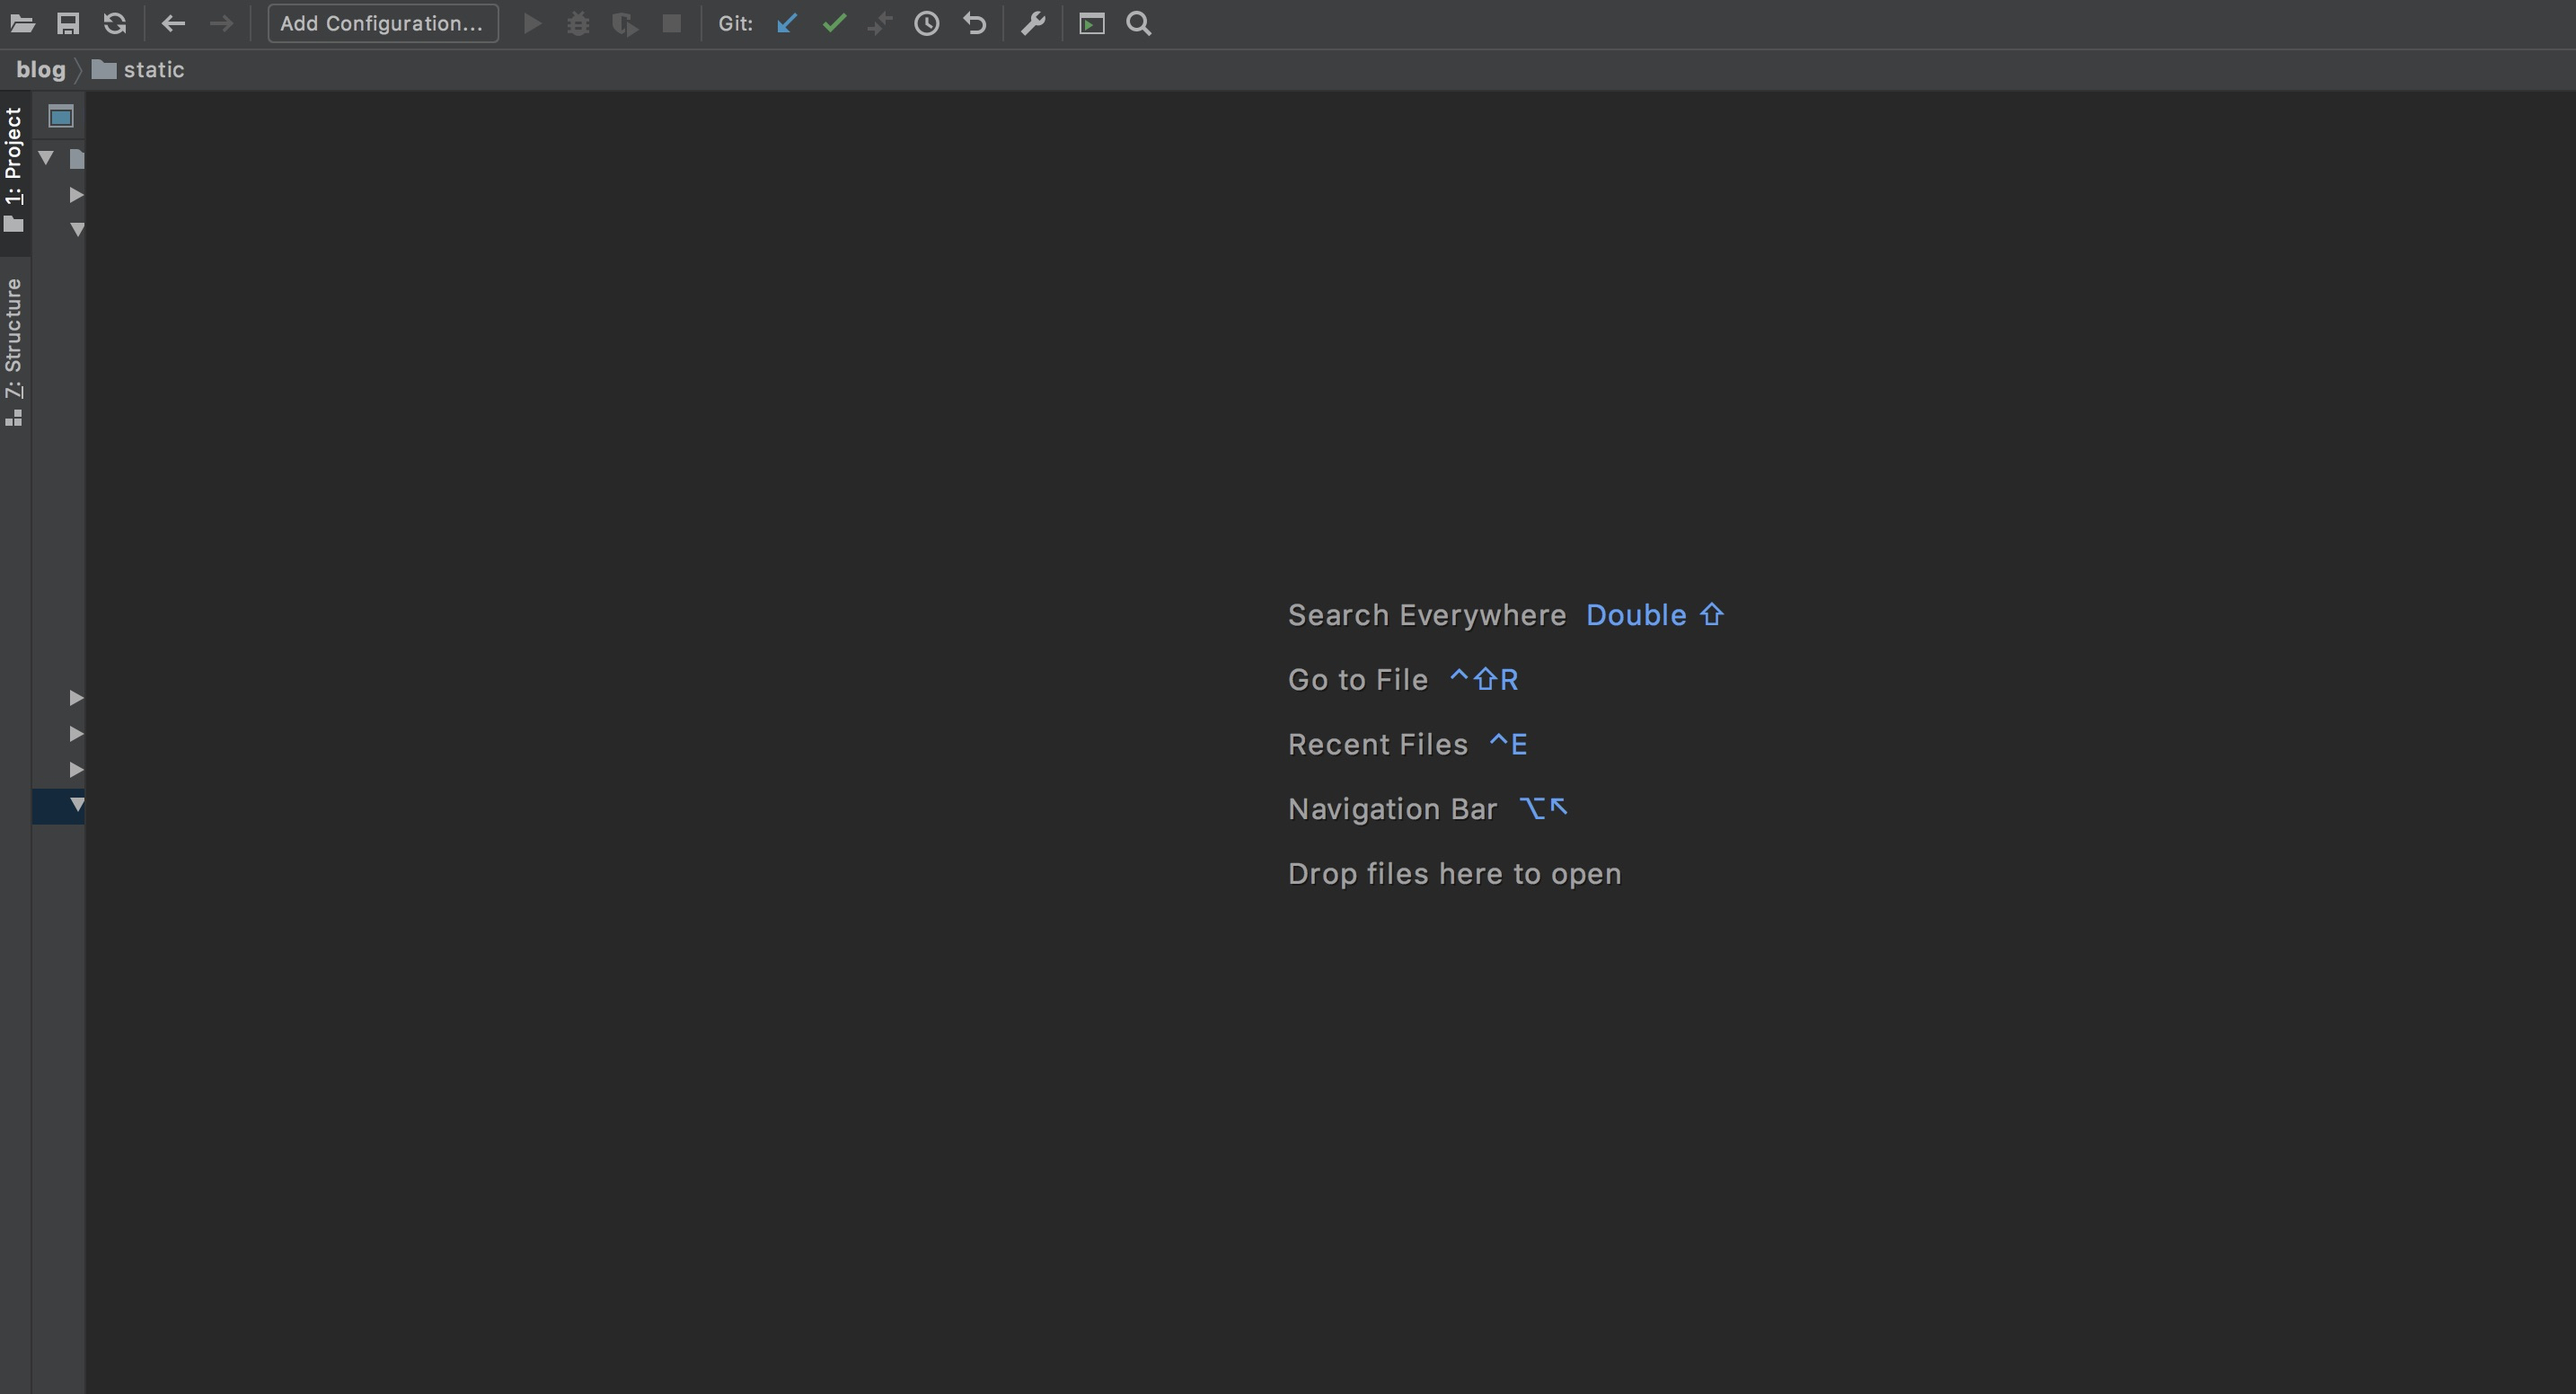 Add Configuration...
Git:
blog
static
1: Project
7: Structure
Search Everywhere Double ⇧
Go to File ^⇧R
Recent Files ^E
Navigation Bar ⌥↖
Drop files here to open